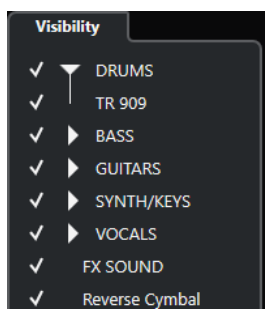 Visibility
DRUMS
TR 909
BASS
GUITARS
SYNTH/KEYS
VOCALS
FX SOUND
Reverse Cymbal